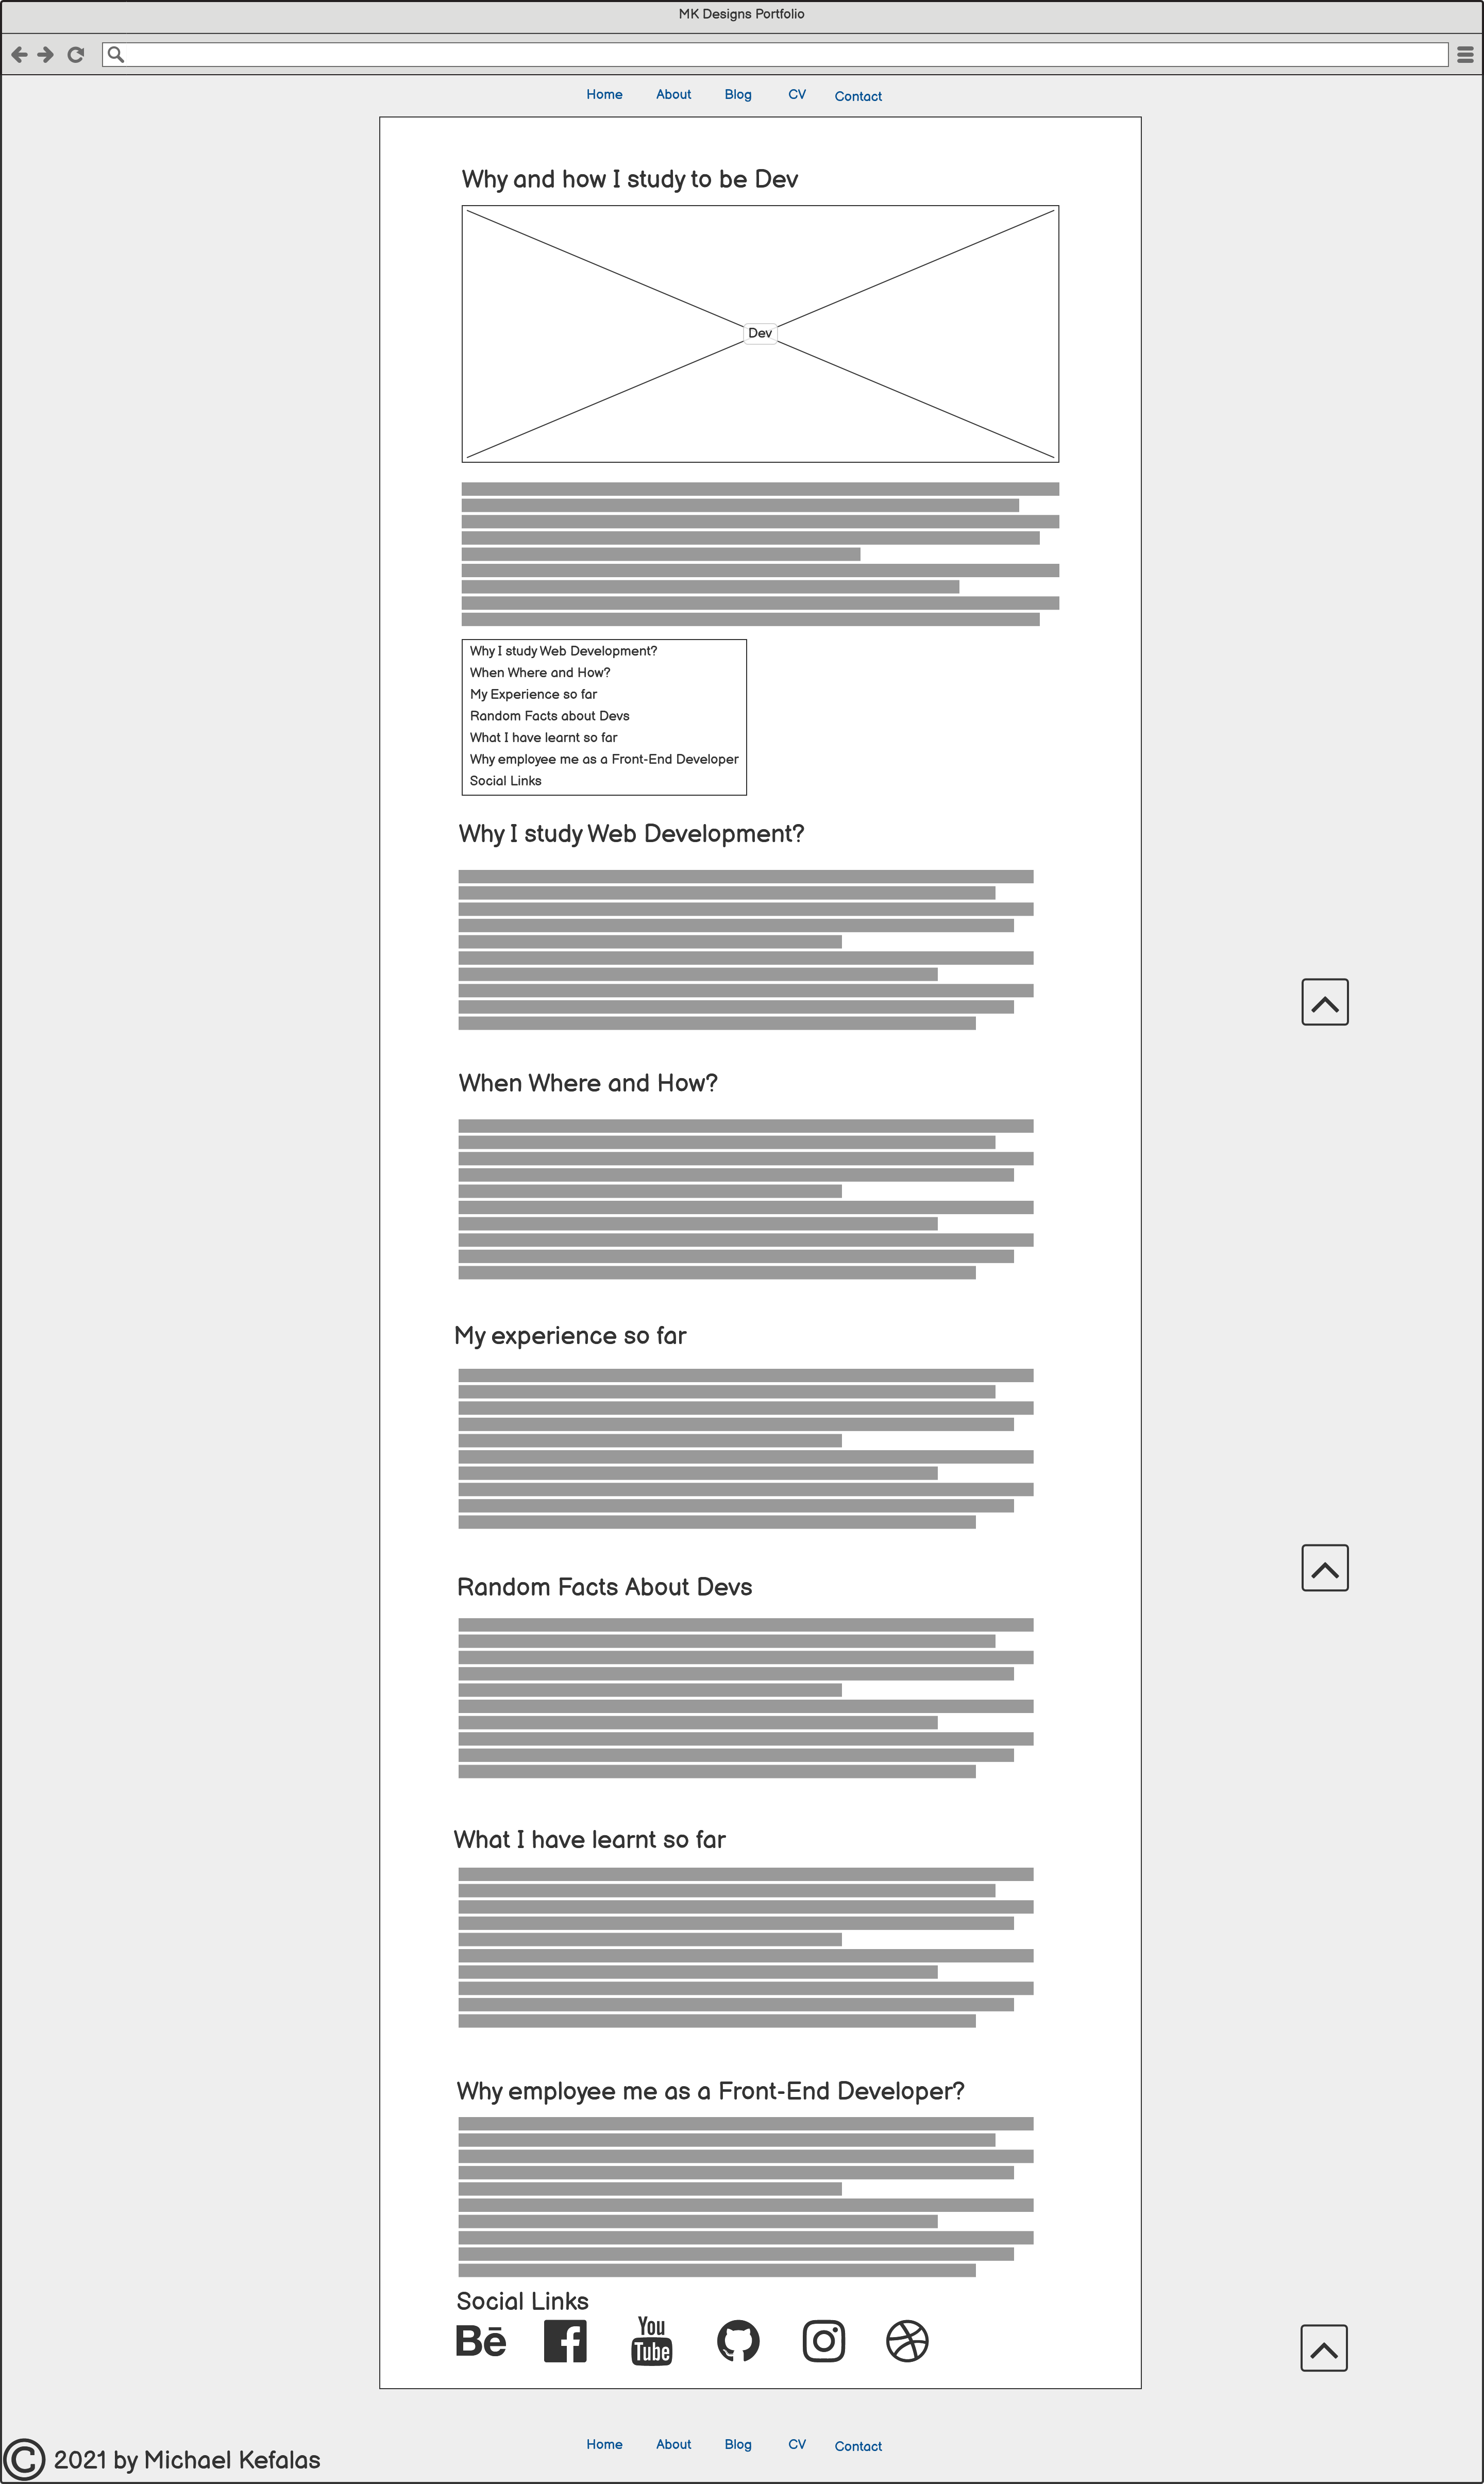 MK Designs Portfolio
Home About Blog CV Contact
Why and how I study to be Dev
Dev
Why I study Web Development?
When Where and How?
My Experience so far
Random Facts about Devs
What I have learnt so far
Why employee me as a Front-End Developer
Social Links
Why I study Web Development?
When Where and How?
My experience so far
Random Facts About Devs
What I have learnt so far
Why employee me as a Front-End Developer?
Social Links
Bē
You
Tube
© 2021 by Michael Kefalas
Home About Blog CV Contact